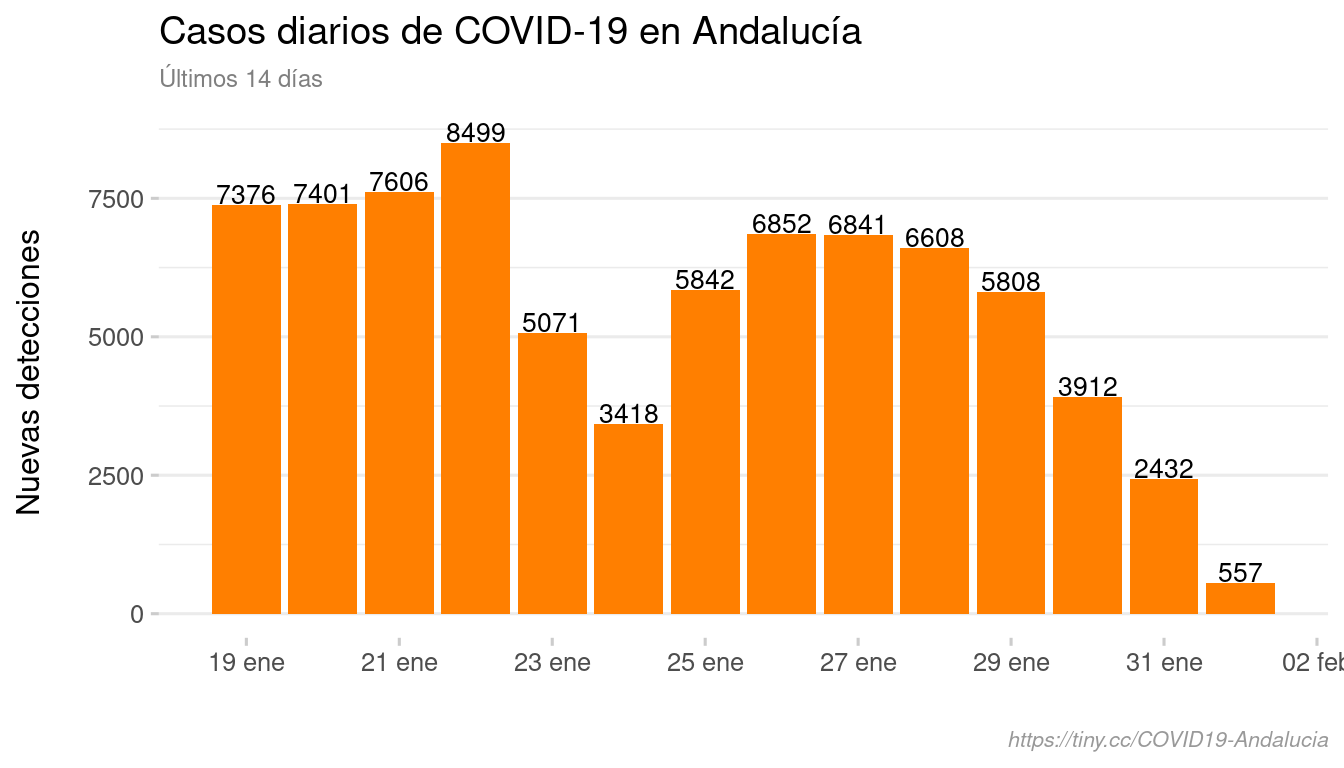 Casos diarios de COVID-19 en Andalucía
Últimos 14 días
Nuevas detecciones
7500
5000
2500
0
7376
7401
7606
8499
5071
3418
5842
6852
6841
6608
5808
3912
2432
557
19 ene
21 ene
23 ene
25 ene
27 ene
29 ene
31 ene
02 feb
https://tiny.cc/COVID19-Andalucia